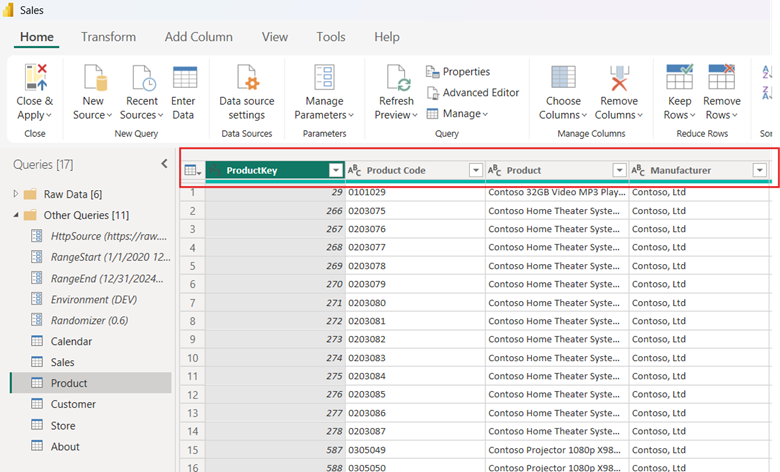 Sales
Home Transform Add Column View Tools Help
Close & Apply
New Source
Recent Sources
Enter Data
Data source settings
Manage Parameters
Refresh Preview
Properties
Advanced Editor
Manage
Choose Columns
Remove Columns
Keep Rows
Remove Rows
Close New Query Data Sources Parameters Query Manage Columns Reduce Rows Sor
Queries [17]
Raw Data [6]
Other Queries [11]
HttpSource (https://raw....
RangeStart (1/1/2020 12...
RangeEnd (12/31/2024...
Environment (DEV)
Randomizer (0.6)
Calendar
Sales
Product
Customer
Store
About
ProductKey ABC Product Code ABC Product ABC Manufacturer
1 29 0101029 Contoso 32GB Video MP3 Play... Contoso, Ltd
2 266 0203075 Contoso Home Theater Syste... Contoso, Ltd
3 267 0203076 Contoso Home Theater Syste... Contoso, Ltd
4 268 0203077 Contoso Home Theater Syste... Contoso, Ltd
5 269 0203078 Contoso Home Theater Syste... Contoso, Ltd
6 270 0203079 Contoso Home Theater Syste... Contoso, Ltd
7 271 0203080 Contoso Home Theater Syste... Contoso, Ltd
8 272 0203081 Contoso Home Theater Syste... Contoso, Ltd
9 273 0203082 Contoso Home Theater Syste... Contoso, Ltd
10 274 0203083 Contoso Home Theater Syste... Contoso, Ltd
11 275 0203084 Contoso Home Theater Syste... Contoso, Ltd
12 276 0203085 Contoso Home Theater Syste... Contoso, Ltd
13 277 0203086 Contoso Home Theater Syste... Contoso, Ltd
14 278 0203087 Contoso Home Theater Syste... Contoso, Ltd
15 587 0305049 Contoso Projector 1080p X98... Contoso, Ltd
16 588 0305050 Contoso Projector 1080p X98... Contoso, Ltd